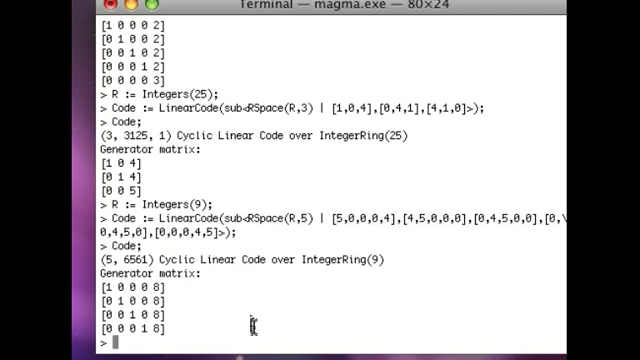 Terminal — magma.exe — 80×24
[1 0 0 0 2]
[0 1 0 0 2]
[0 0 1 0 2]
[0 0 0 1 2]
[0 0 0 0 3]
> R := Integers(25);
> Code := LinearCode(sub<RSpace(R,3) | [1,0,4],[0,4,1],[4,1,0]>);
> Code;
(3, 3125, 1) Cyclic Linear Code over IntegerRing(25)
Generator matrix:
[1 0 4]
[0 1 4]
[0 0 5]
> R := Integers(9);
> Code := LinearCode(sub<RSpace(R,5) | [5,0,0,0,4],[4,5,0,0,0],[0,4,5,0,0],[0,\
0,4,5,0],[0,0,0,4,5]>);
> Code;
(5, 6561) Cyclic Linear Code over IntegerRing(9)
Generator matrix:
[1 0 0 0 8]
[0 1 0 0 8]
[0 0 1 0 8]
[0 0 0 1 8]
>